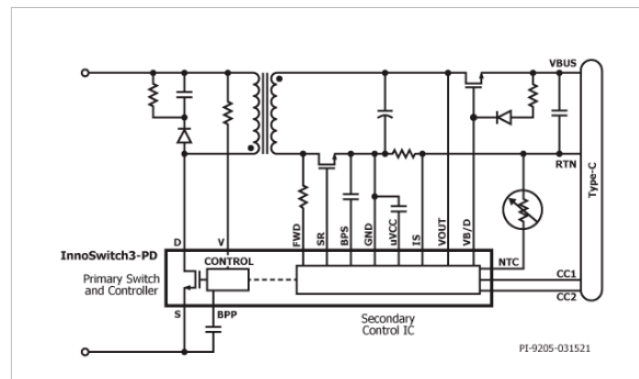 VBUS
RTN
Type-C
D
V
FWD
SR
BPS
GND
uVCC
IS
VOUT
VB/D
InnoSwitch3-PD
CONTROL
NTC
Primary Switch
and Controller
CC1
CC2
S
BPP
Secondary
Control IC
PI-9205-031521